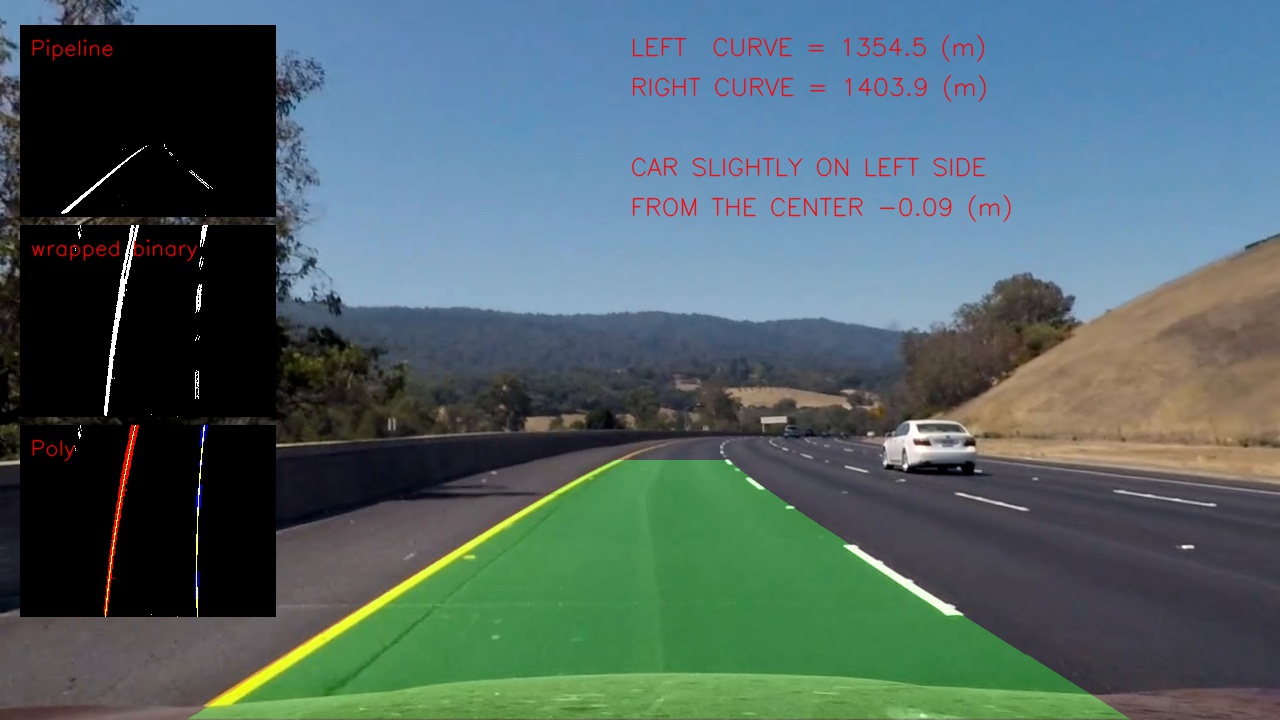 Pipeline
wrapped binary
Poly
LEFT CURVE = 1354.5 (m)
RIGHT CURVE = 1403.9 (m)
CAR SLIGHTLY ON LEFT SIDE
FROM THE CENTER -0.09 (m)